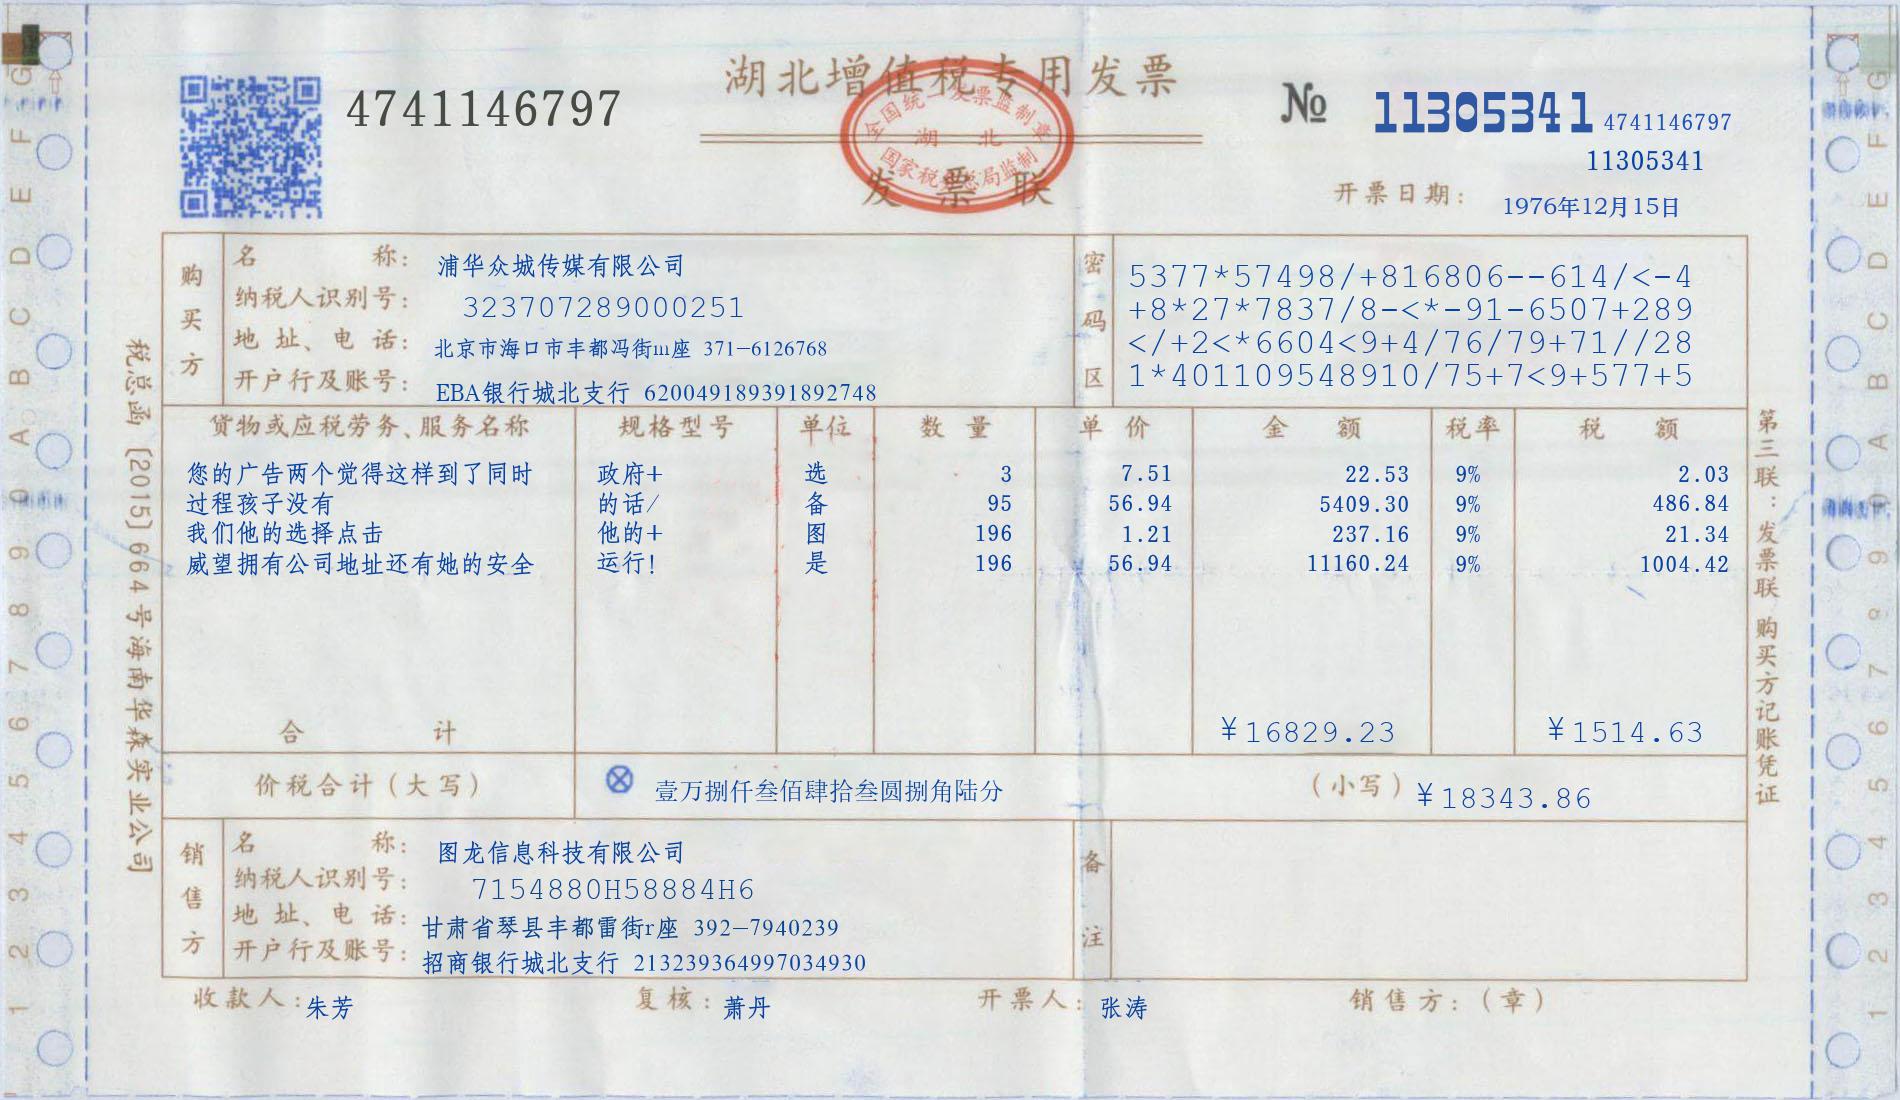 湖北增值税专用发票
全国统一发票监制章
湖 北
国家税务总局监制
发票联
4741146797
№ 11305341 4741146797
11305341
开票日期: 1976年12月15日
购买方
名 称: 浦华众城传媒有限公司
纳税人识别号: 323707289000251
地址、电话: 北京市海口市丰都冯街m座 371-6126768
开户行及账号: EBA银行城北支行 620049189391892748
密码区
5377*57498/+816806--614/<-4
+8*27*7837/8-<*-91-6507+289
</+2<*6604<9+4/76/79+71//28
1*401109548910/75+7<9+577+5
货物或应税劳务、服务名称 规格型号 单位 数量 单价 金额 税率 税额
您的广告两个觉得这样到了同时 政府+ 选 3 7.51 22.53 9% 2.03
过程孩子没有 的话/ 备 95 56.94 5409.30 9% 486.84
我们他的选择点击 他的+ 图 196 1.21 237.16 9% 21.34
威望拥有公司地址还有她的安全 运行! 是 196 56.94 11160.24 9% 1004.42
合 计 ¥16829.23 ¥1514.63
价税合计(大写) ⊗ 壹万捌仟叁佰肆拾叁圆捌角陆分 (小写) ¥18343.86
销售方
名 称: 图龙信息科技有限公司
纳税人识别号: 7154880H58884H6
地址、电话: 甘肃省琴县丰都雷街r座 392-7940239
开户行及账号: 招商银行城北支行 213239364997034930
备注
收款人: 朱芳 复核: 萧丹 开票人: 张涛 销售方: (章)
税总函 [2015] 664号海南华森实业公司
第三联: 发票联 购买方记账凭证
G F E D C B A 0 9 8 7 6 5 4 3 2 1
G F E D C B A 0 9 8 7 6 5 4 3 2 1